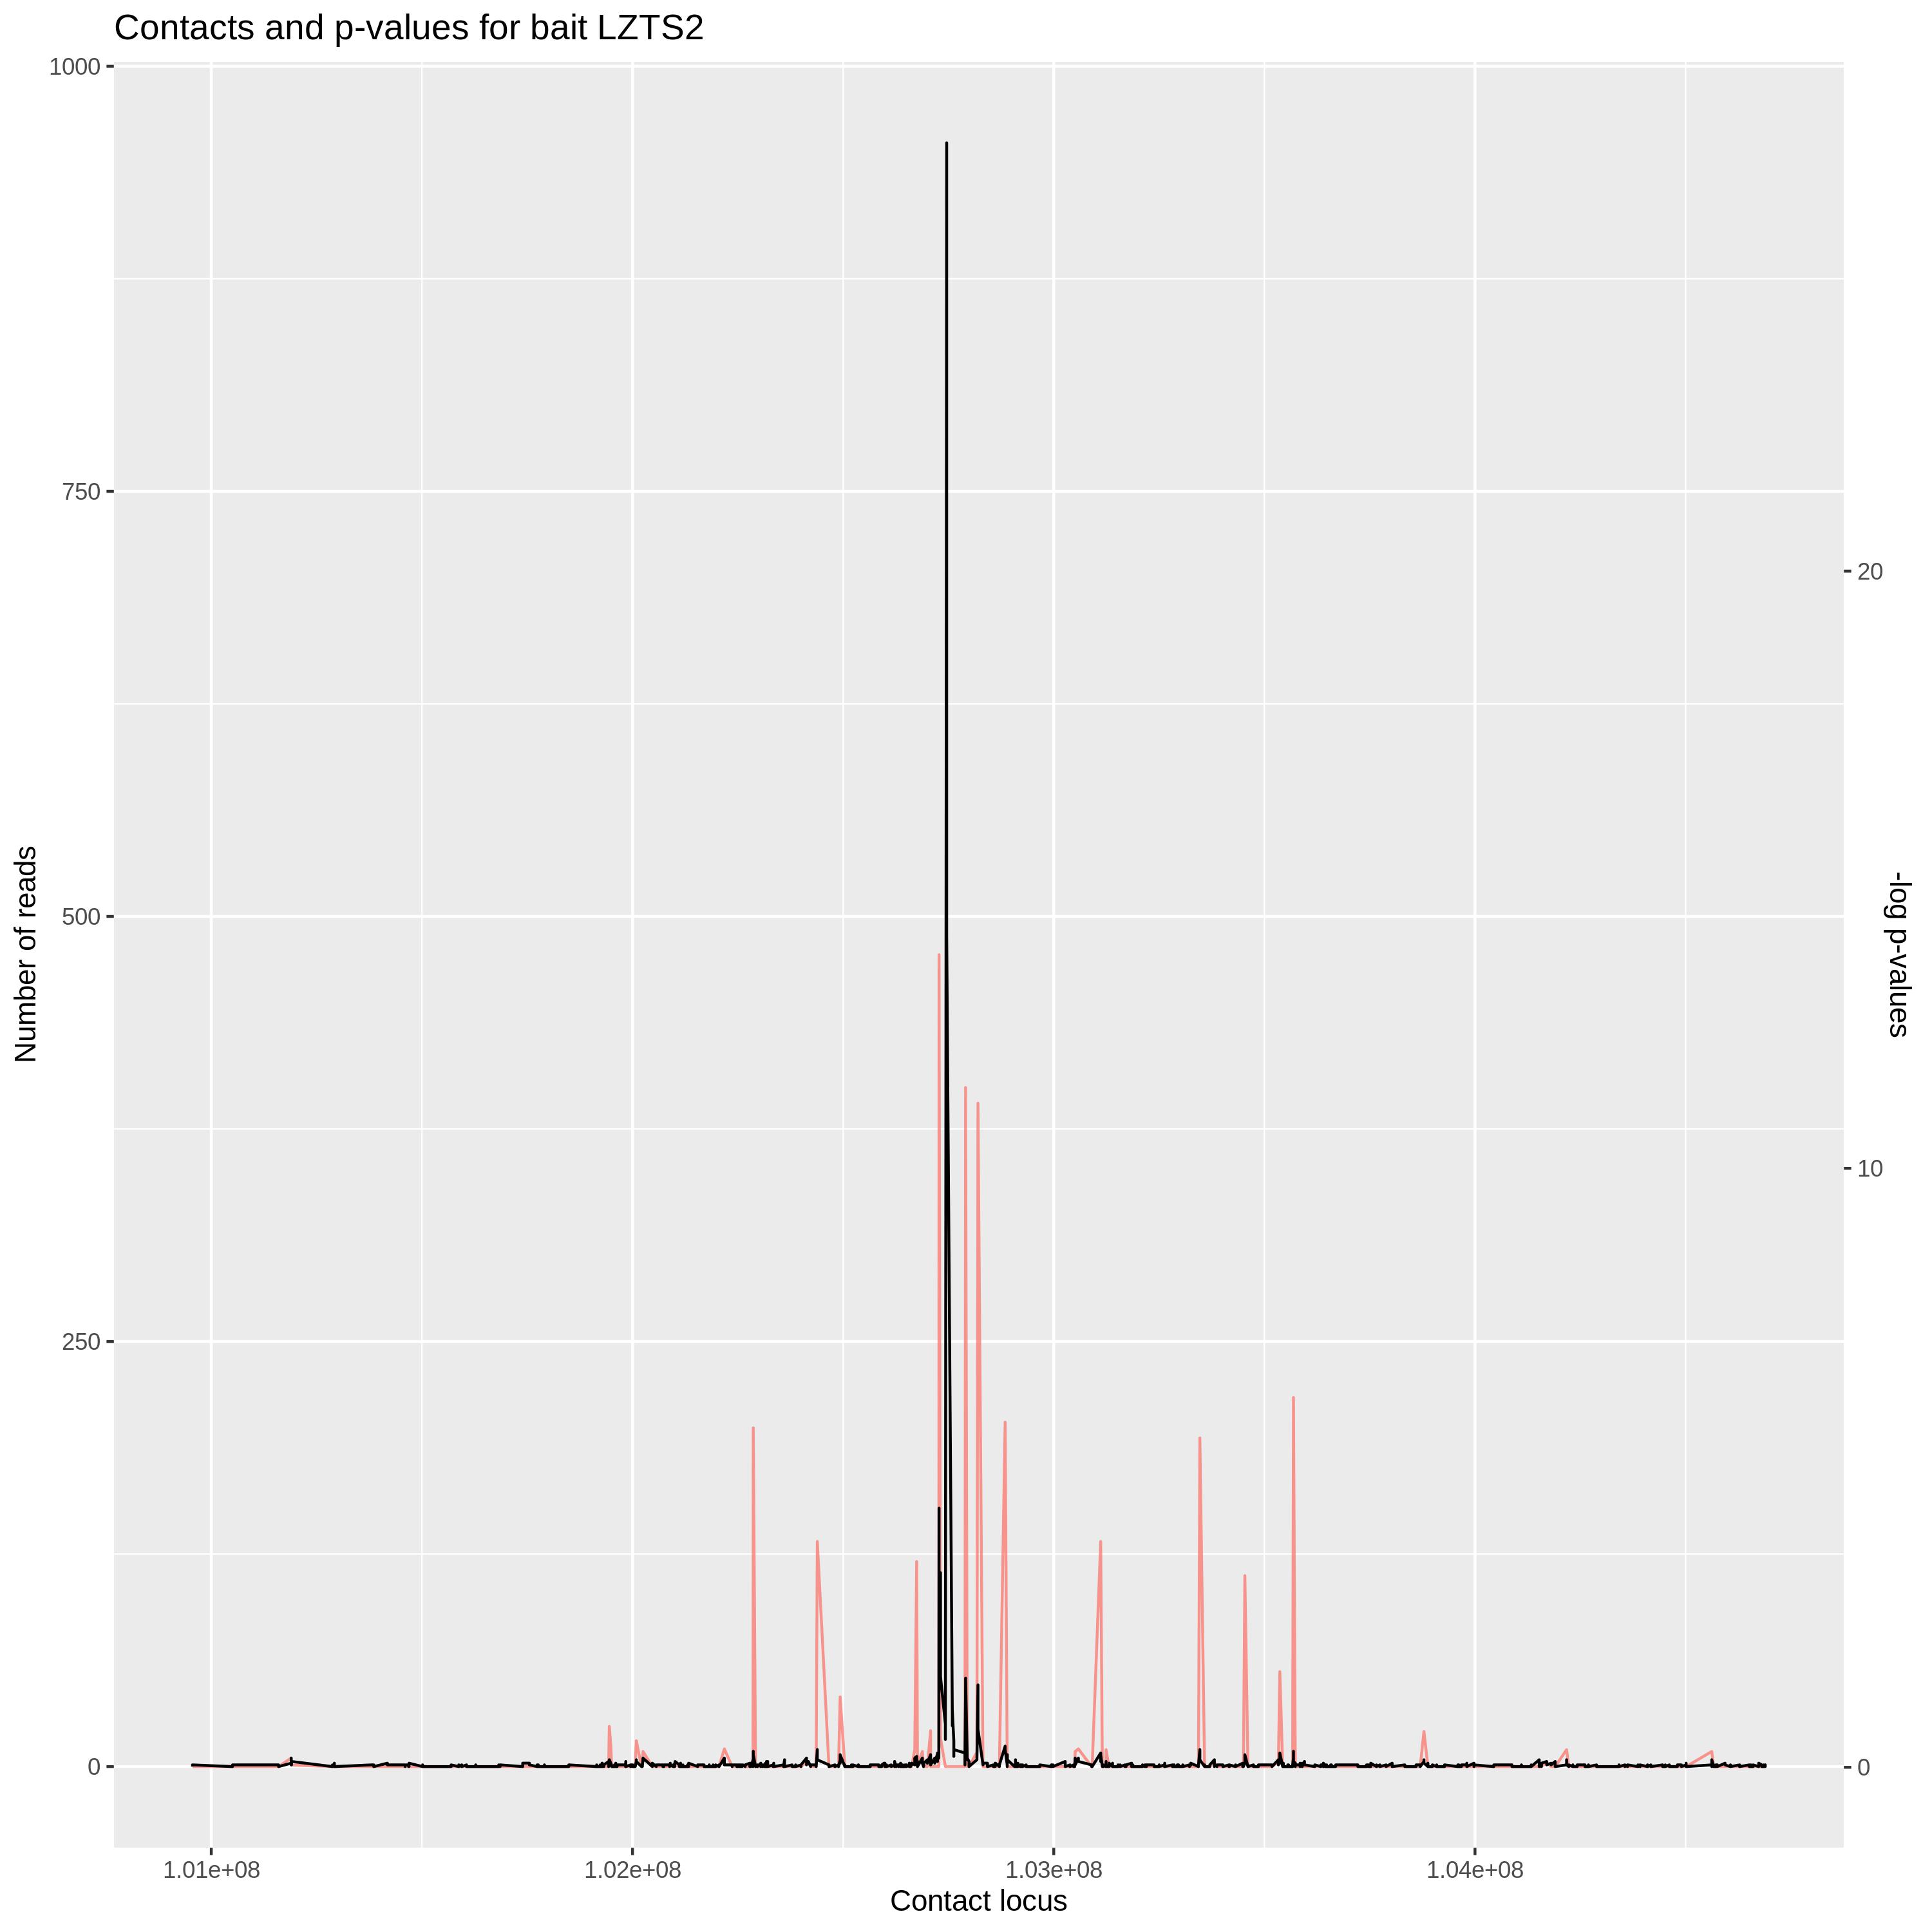 Contacts and p-values for bait LZTS2
1000
750
500
250
0
Number of reads
20
10
0
-log p-values
1.01e+08
1.02e+08
1.03e+08
1.04e+08
Contact locus